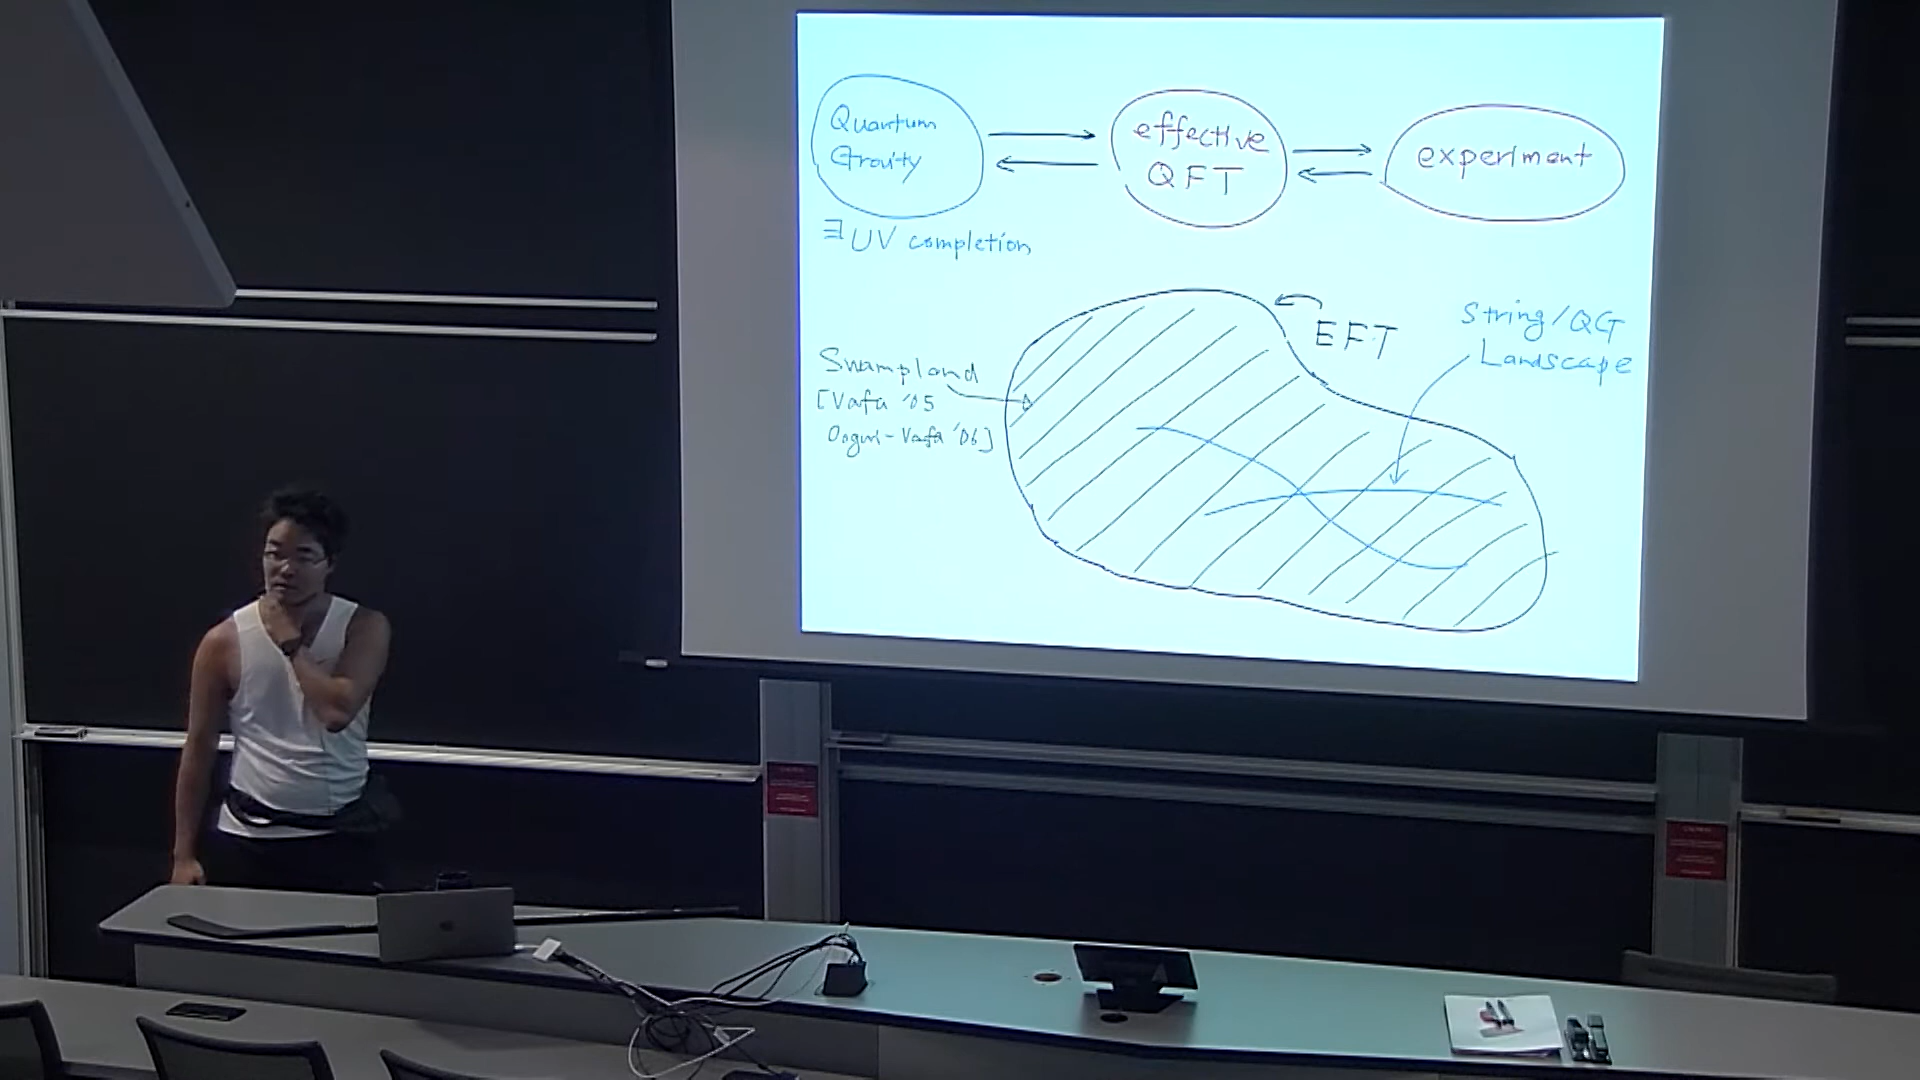 Quantum
Gravity
∃ UV completion
effective
QFT
experiment
EFT
String/QG
Landscape
Swampland
[Vafa '05
Ooguri-Vafa '06]